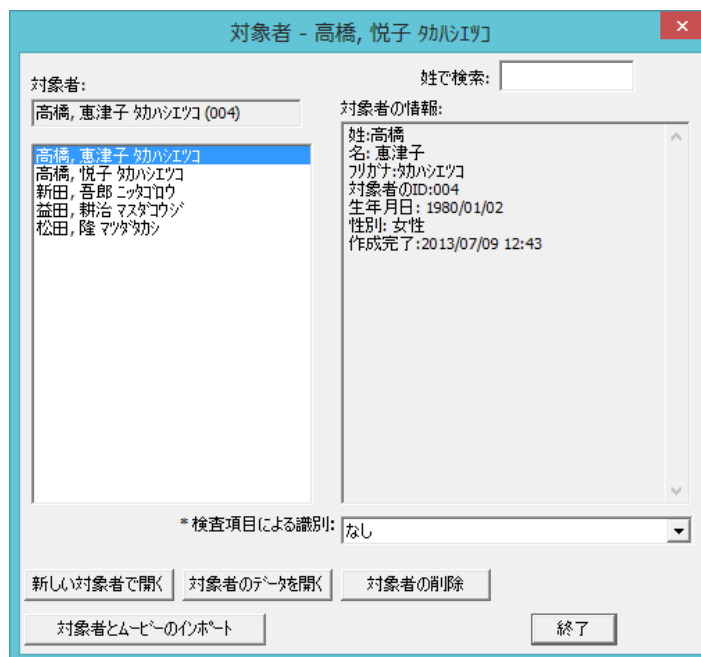 対象者 - 高橋, 悦子 ﾀｶﾊｼｴﾂｺ
×
対象者:
姓で検索:
高橋, 恵津子 ﾀｶﾊｼｴﾂｺ (004)
対象者の情報:
高橋, 恵津子 ﾀｶﾊｼｴﾂｺ
高橋, 悦子 ﾀｶﾊｼｴﾂｺ
新田, 吾郎 ﾆｯﾀｺﾞﾛｳ
益田, 耕治 ﾏｽﾀﾞｺｳｼﾞ
松田, 隆 ﾏﾂﾀﾞﾀｶｼ
姓:高橋
名: 恵津子
ﾌﾘｶﾞﾅ:ﾀｶﾊｼｴﾂｺ
対象者のID:004
生年月日: 1980/01/02
性別: 女性
作成完了:2013/07/09 12:43
* 検査項目による識別:
なし
新しい対象者で開く
対象者のﾃﾞｰﾀを開く
対象者の削除
対象者とﾑｰﾋﾞｰのｲﾝﾎﾟｰﾄ
終了